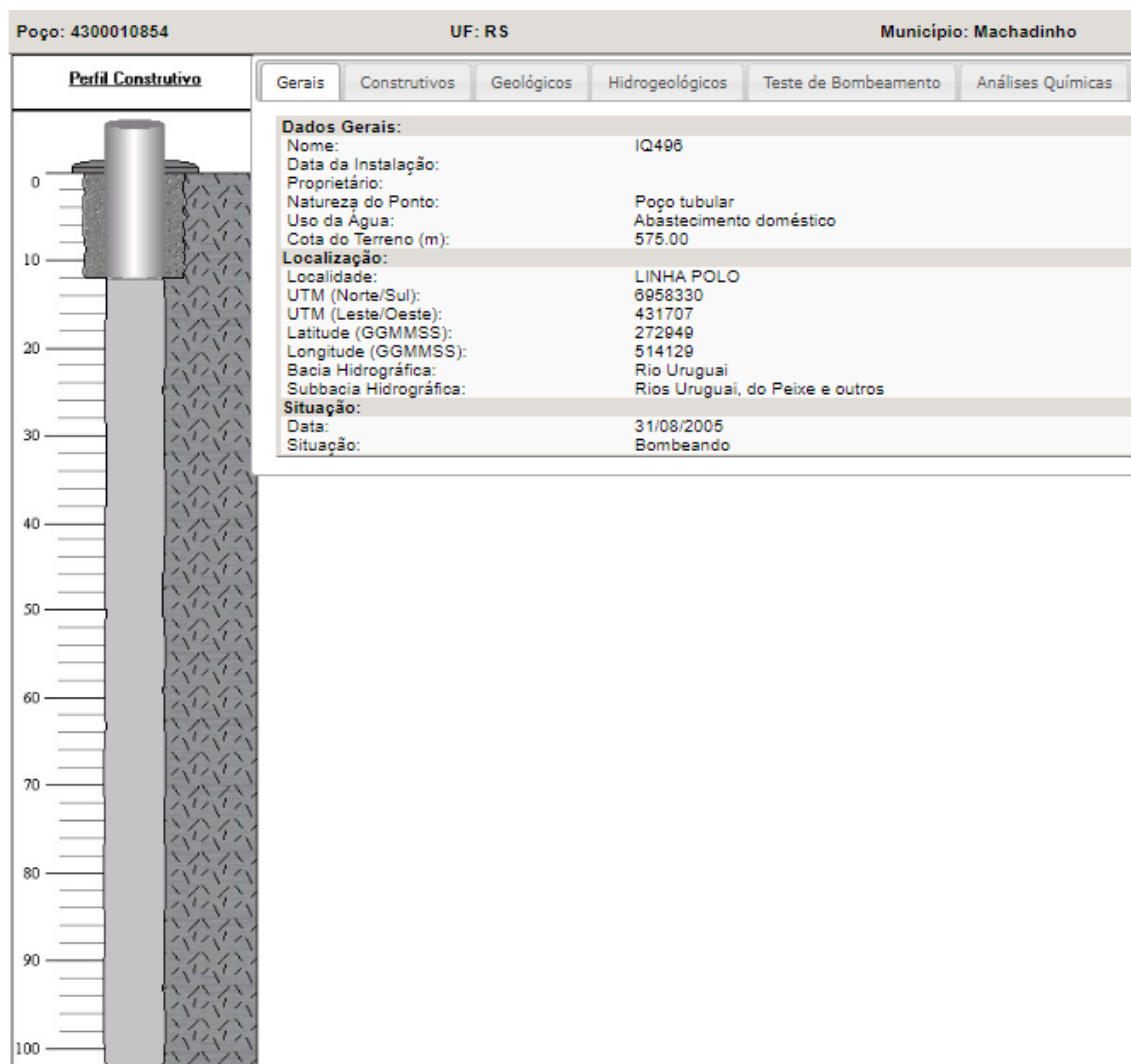 Poço: 4300010854 UF: RS Município: Machadinho
Perfil Construtivo
Gerais Construtivos Geológicos Hidrogeológicos Teste de Bombeamento Análises Químicas
Dados Gerais:
Nome: IQ496
Data da Instalação:
Proprietário:
Natureza do Ponto: Poço tubular
Uso da Água: Abastecimento doméstico
Cota do Terreno (m): 575.00
Localização:
Localidade: LINHA POLO
UTM (Norte/Sul): 6958330
UTM (Leste/Oeste): 431707
Latitude (GGMMSS): 272949
Longitude (GGMMSS): 514129
Bacia Hidrográfica: Rio Uruguai
Subbacia Hidrográfica: Rios Uruguai, do Peixe e outros
Situação:
Data: 31/08/2005
Situação: Bombeando
0
10
20
30
40
50
60
70
80
90
100